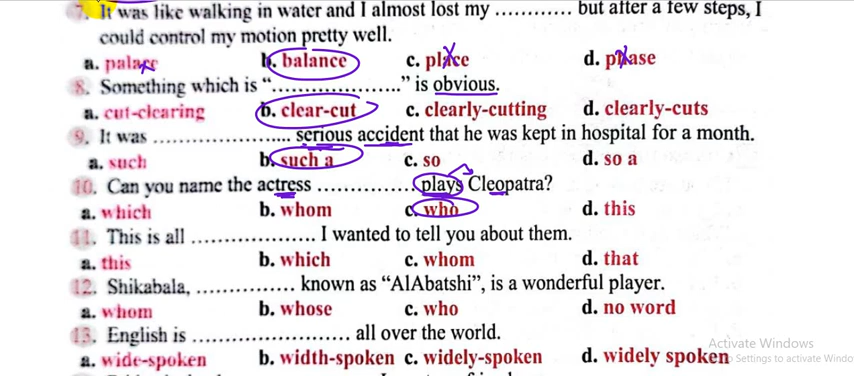 7. It was like walking in water and I almost lost my ............ but after a few steps, I
could control my motion pretty well.
a. palace b. balance c. place d. phase
8. Something which is "....................." is obvious.
a. cut-clearing b. clear-cut c. clearly-cutting d. clearly-cuts
9. It was ..................... serious accident that he was kept in hospital for a month.
a. such b. such a c. so d. so a
10. Can you name the actress ............... plays Cleopatra?
a. which b. whom c. who d. this
11. This is all ................... I wanted to tell you about them.
a. this b. which c. whom d. that
12. Shikabala, ............... known as "AlAbatshi", is a wonderful player.
a. whom b. whose c. who d. no word
13. English is ......................... all over the world.
a. wide-spoken b. width-spoken c. widely-spoken d. widely spoken
Activate Windows
Settings to activate Windo